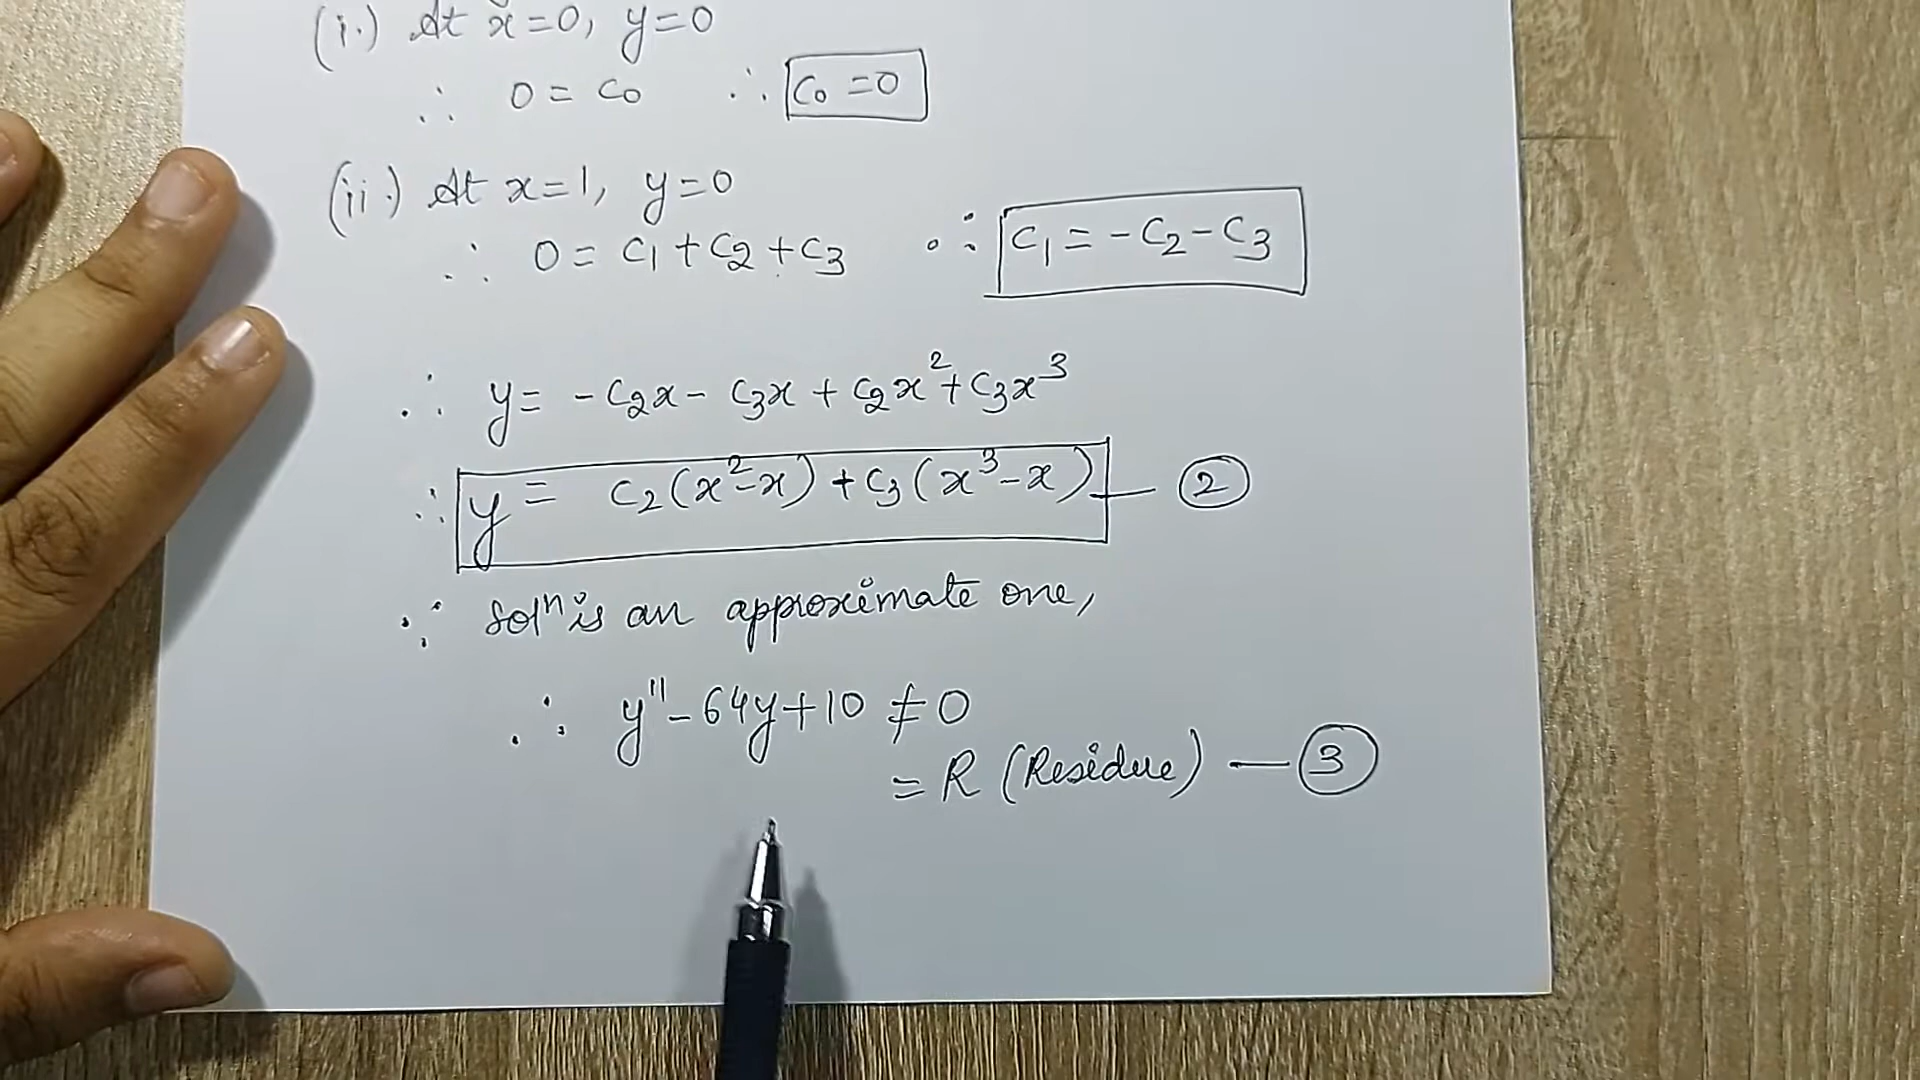 (i.) At x=0, y=0
∴ 0 = C0 ∴ C0 = 0
(ii.) At x=1, y=0
∴ 0 = C1 + C2 + C3 ∴ C1 = -C2 - C3
∴ y = -C2x - C3x + C2x² + C3x³
∴ y = C2(x²-x) + C3(x³-x) — 2
∵ Solⁿ is an approximate one,
∴ y'' - 64y + 10 ≠ 0
= R (Residue) — 3